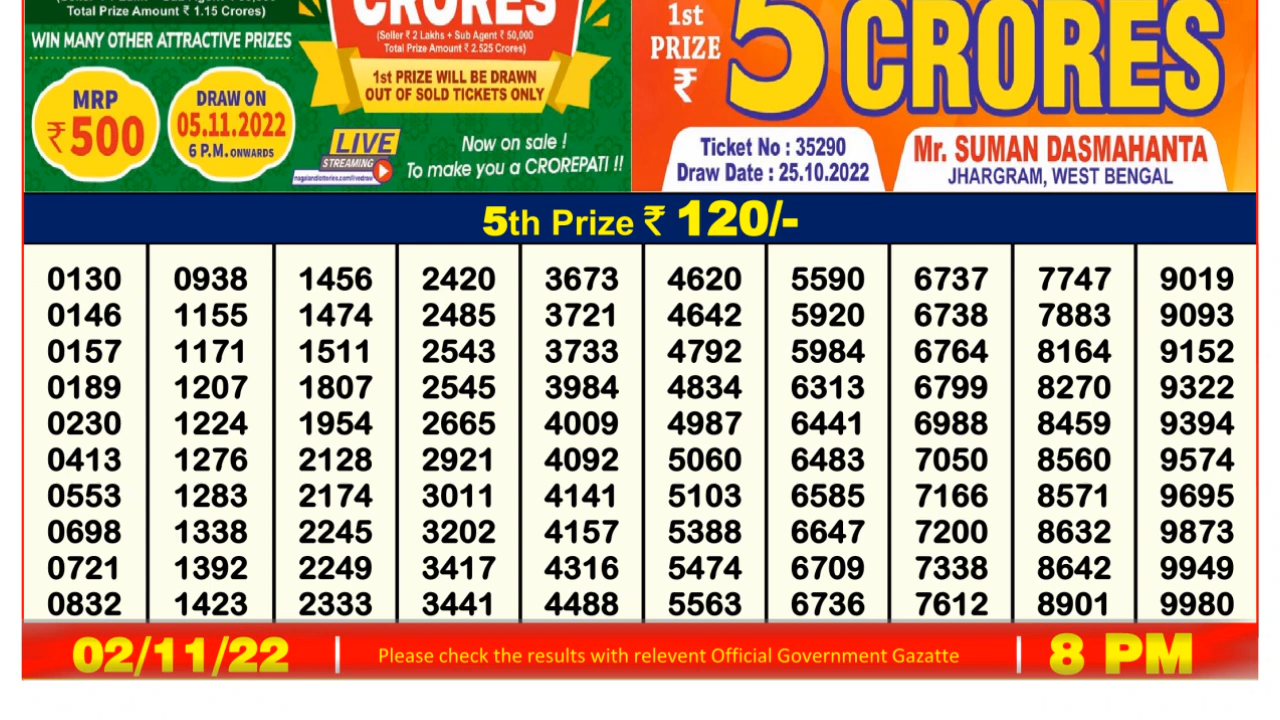 Total Prize Amount ₹ 1.15 Crores)
WIN MANY OTHER ATTRACTIVE PRIZES
MRP
₹500
DRAW ON
05.11.2022
6 P.M. ONWARDS
CRORES
(Seller ₹ 2 Lakhs + Sub Agent ₹ 50,000
Total Prize Amount ₹ 2.525 Crores)
1st PRIZE WILL BE DRAWN
OUT OF SOLD TICKETS ONLY
LIVE
STREAMING
nagalandlotteries.com/livedraw
Now on sale !
To make you a CROREPATI !!
1st
PRIZE
₹
5 CRORES
Ticket No : 35290
Draw Date : 25.10.2022
Mr. SUMAN DASMAHANTA
JHARGRAM, WEST BENGAL
5th Prize ₹ 120/-
0130 0938 1456 2420 3673 4620 5590 6737 7747 9019
0146 1155 1474 2485 3721 4642 5920 6738 7883 9093
0157 1171 1511 2543 3733 4792 5984 6764 8164 9152
0189 1207 1807 2545 3984 4834 6313 6799 8270 9322
0230 1224 1954 2665 4009 4987 6441 6988 8459 9394
0413 1276 2128 2921 4092 5060 6483 7050 8560 9574
0553 1283 2174 3011 4141 5103 6585 7166 8571 9695
0698 1338 2245 3202 4157 5388 6647 7200 8632 9873
0721 1392 2249 3417 4316 5474 6709 7338 8642 9949
0832 1423 2333 3441 4488 5563 6736 7612 8901 9980
02/11/22 | Please check the results with relevent Official Government Gazatte | 8 PM